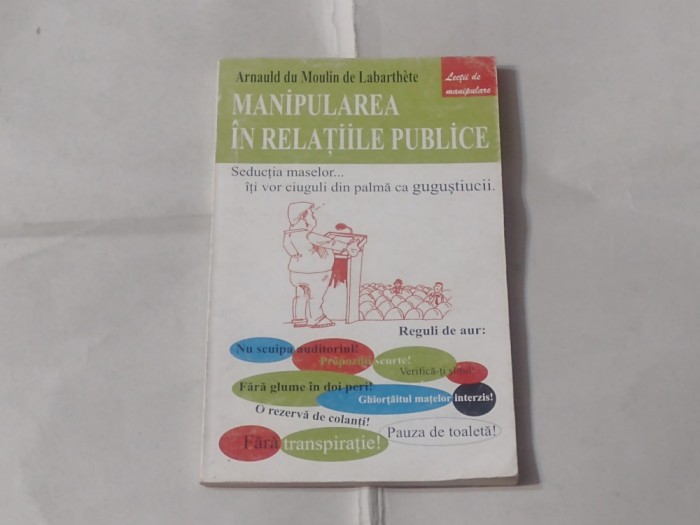 Arnauld du Moulin de Labarthète
Lecții de
manipulare
MANIPULAREA
ÎN RELAȚIILE PUBLICE
Seducția maselor...
îți vor ciuguli din palmă ca guguștiucii.
Reguli de aur:
Nu scuipa auditoriul!
Propoziții scurte!
Verifică-ți șlițul!
Fără glume în doi peri!
Ghiorțăitul mațelor interzis!
O rezervă de colanți!
Pauza de toaletă!
Fără transpirație!